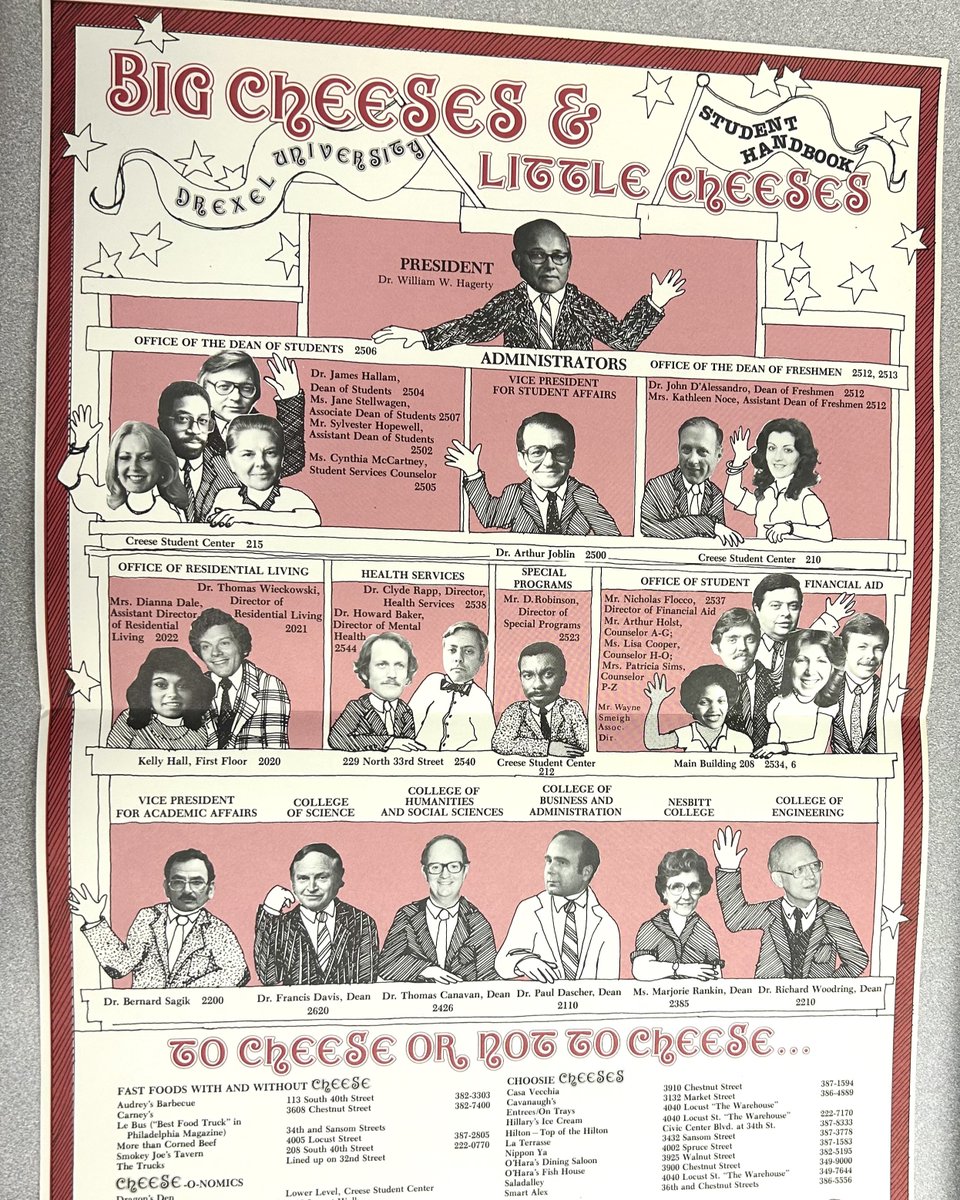 BIG CHEESES &
LITTLE CHEESES
DREXEL UNIVERSITY
STUDENT
HANDBOOK
PRESIDENT
Dr. William W. Hagerty
ADMINISTRATORS
OFFICE OF THE DEAN OF STUDENTS 2506
Dr. James Hallam,
Dean of Students 2504
Ms. Jane Stellwagen,
Associate Dean of Students 2507
Mr. Sylvester Hopewell,
Assistant Dean of Students
2502
Ms. Cynthia McCartney,
Student Services Counselor
2505
Creese Student Center 215
VICE PRESIDENT
FOR STUDENT AFFAIRS
Dr. Arthur Joblin 2500
OFFICE OF THE DEAN OF FRESHMEN 2512, 2513
Dr. John D'Alessandro, Dean of Freshmen 2512
Mrs. Kathleen Noce, Assistant Dean of Freshmen 2512
Creese Student Center 210
OFFICE OF RESIDENTIAL LIVING
Dr. Thomas Wieckowski,
Director of
Residential Living
2021
Mrs. Dianna Dale,
Assistant Director
of Residential
Living 2022
Kelly Hall, First Floor 2020
HEALTH SERVICES
Dr. Clyde Rapp, Director,
Health Services 2538
Dr. Howard Baker,
Director of Mental
Health
2544
229 North 33rd Street 2540
SPECIAL
PROGRAMS
Mr. D.Robinson,
Director of
Special Programs
2523
Creese Student Center
212
OFFICE OF STUDENT FINANCIAL AID
Mr. Nicholas Flocco, 2537
Director of Financial Aid
Mr. Arthur Holst,
Counselor A-G;
Ms. Lisa Cooper,
Counselor H-O;
Mrs. Patricia Sims,
Counselor
P-Z
Mr. Wayne
Smeigh
Assoc.
Dir.
Main Building 208 2534, 6
VICE PRESIDENT
FOR ACADEMIC AFFAIRS
Dr. Bernard Sagik 2200
COLLEGE
OF SCIENCE
Dr. Francis Davis, Dean
2620
COLLEGE OF
HUMANITIES
AND SOCIAL SCIENCES
Dr. Thomas Canavan, Dean
2426
COLLEGE OF
BUSINESS AND
ADMINISTRATION
Dr. Paul Dascher, Dean
2110
NESBITT
COLLEGE
Ms. Marjorie Rankin, Dean
2385
COLLEGE OF
ENGINEERING
Dr. Richard Woodring, Dean
2210
TO CHEESE OR NOT TO CHEESE...
FAST FOODS WITH AND WITHOUT CHEESE
Audrey's Barbecue 113 South 40th Street 382-3303
Carney's 3608 Chestnut Street 382-7400
Le Bus ("Best Food Truck" in
Philadelphia Magazine) 34th and Sansom Streets
More than Corned Beef 4005 Locust Street 387-2805
Smokey Joe's Tavern 208 South 40th Street 222-0770
The Trucks Lined up on 32nd Street
CHEESE-O-NOMICS
Dragon's Den Lower Level, Creese Student Center
CHOOSIE CHEESES
Casa Vecchia 3910 Chestnut Street 387-1594
Cavanaugh's 3132 Market Street 386-4889
Entrees/On Trays 4040 Locust "The Warehouse"
Hillary's Ice Cream 4040 Locust St. "The Warehouse" 222-7170
Hilton – Top of the Hilton Civic Center Blvd. at 34th St. 387-8333
La Terrasse 3432 Sansom Street 387-3778
Nippon Ya 4002 Spruce Street 387-1583
O'Hara's Dining Saloon 3925 Walnut Street 382-5195
O'Hara's Fish House 3900 Chestnut Street 349-9000
Saladalley 4040 Locust St. "The Warehouse" 349-7644
Smart Alex 36th and Chestnut Streets 386-5556